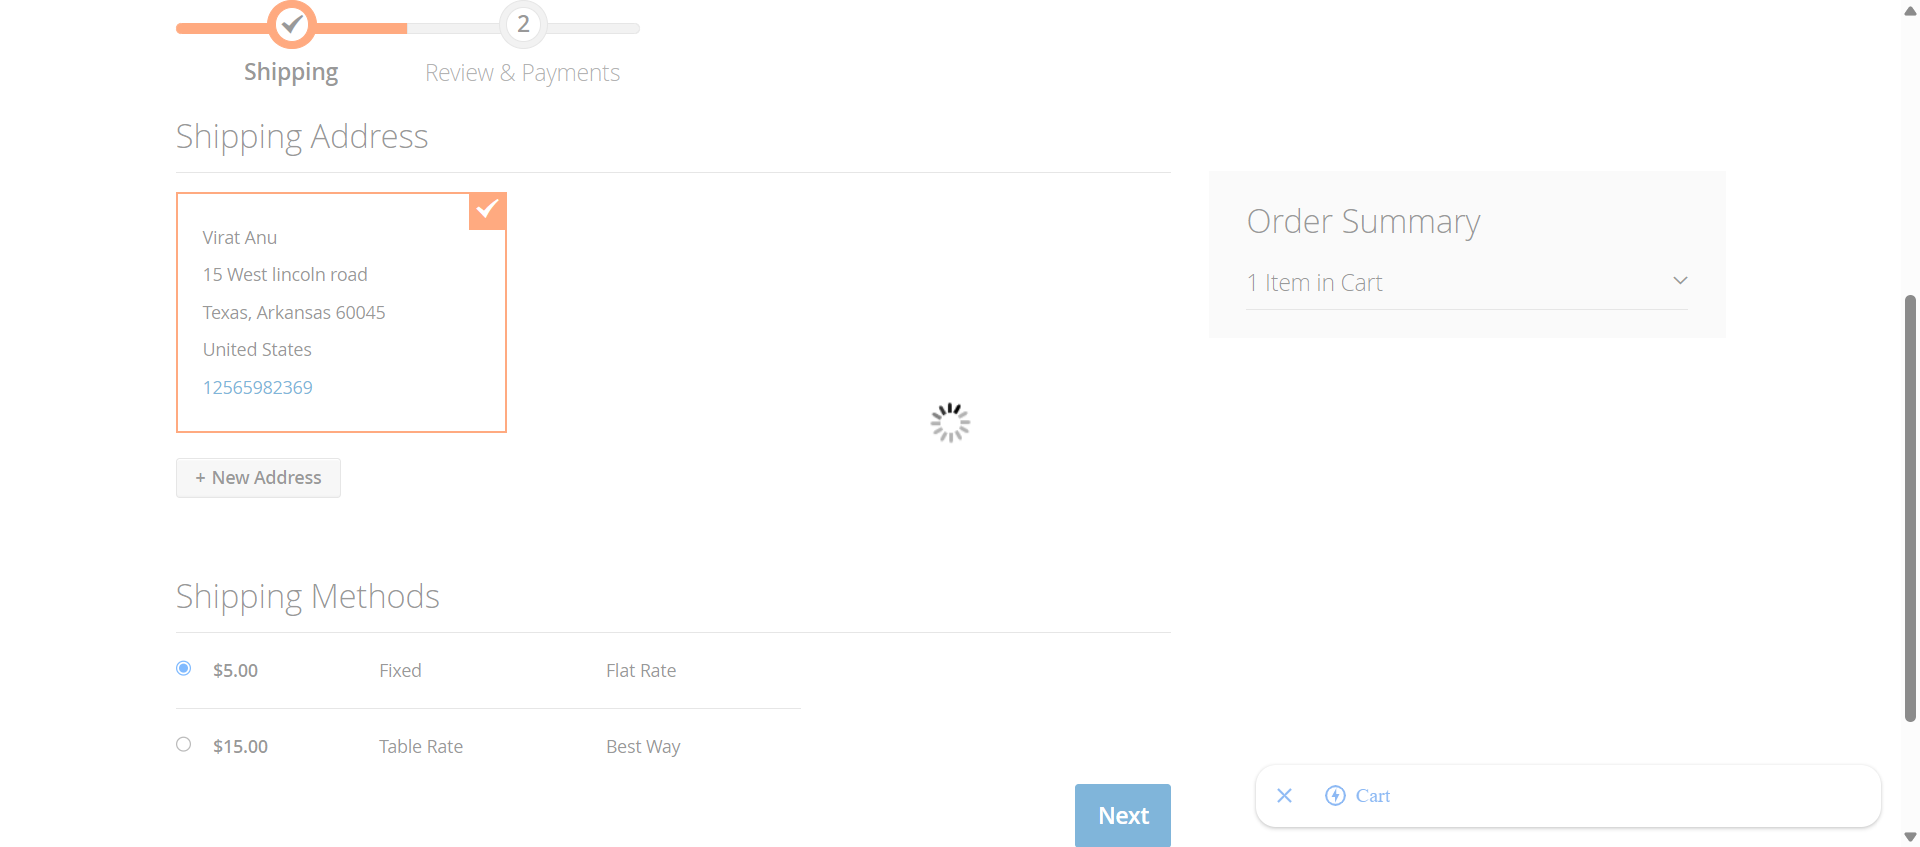 2
Shipping
Review & Payments
Shipping Address
Virat Anu
15 West lincoln road
Texas, Arkansas 60045
United States
12565982369
+ New Address
Order Summary
1 Item in Cart
Shipping Methods
$5.00 Fixed Flat Rate
$15.00 Table Rate Best Way
Next
Cart